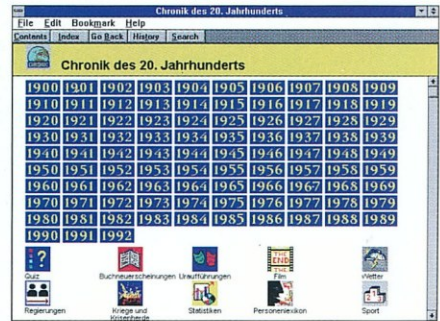 Chronik des 20. Jahrhunderts
File Edit Bookmark Help
Contents Index Go Back History Search
CHRONIK
Chronik des 20. Jahrhunderts
1900 1901 1902 1903 1904 1905 1906 1907 1908 1909
1910 1911 1912 1913 1914 1915 1916 1917 1918 1919
1920 1921 1922 1923 1924 1925 1926 1927 1928 1929
1930 1931 1932 1933 1934 1935 1936 1937 1938 1939
1940 1941 1942 1943 1944 1945 1946 1947 1948 1949
1950 1951 1952 1953 1954 1955 1956 1957 1958 1959
1960 1961 1962 1963 1964 1965 1966 1967 1968 1969
1970 1971 1972 1973 1974 1975 1976 1977 1978 1979
1980 1981 1982 1983 1984 1985 1986 1987 1988 1989
1990 1991 1992
?
THE
END
THE
Quiz Buchneuerscheinungen Uraufführungen Film Wetter
Regierungen Kriege und Krisenherde Statistiken Personenlexikon Sport